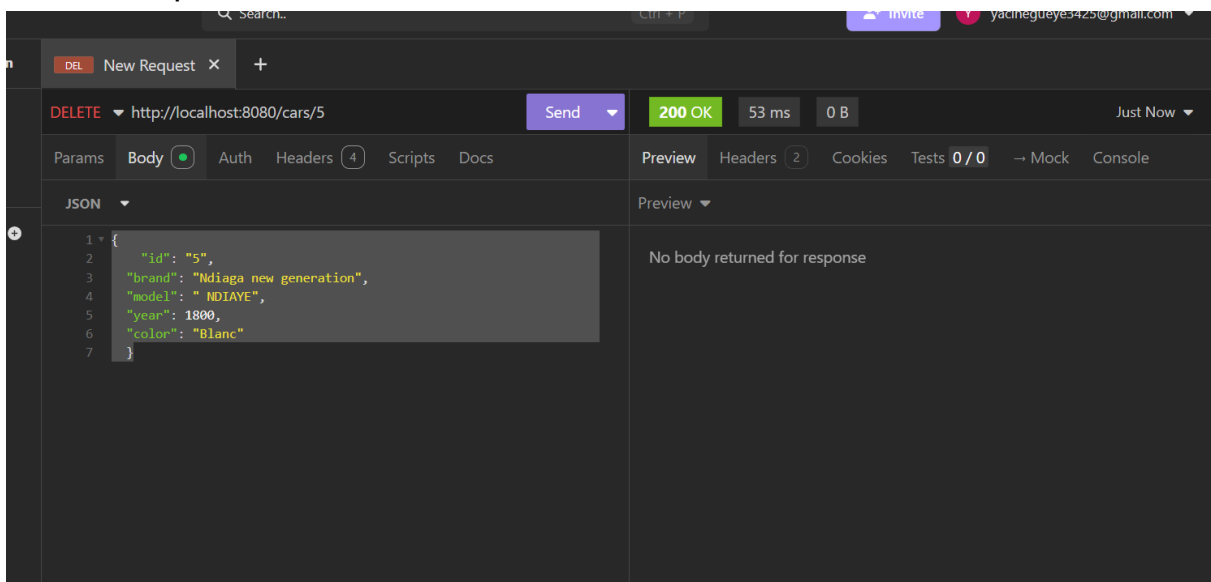 Search..
Ctrl + P
Invite
Y
yacinegueye3425@gmail.com
n
DEL New Request × +
DELETE http://localhost:8080/cars/5 Send
200 OK 53 ms 0 B Just Now
Params Body Auth Headers 4 Scripts Docs
Preview Headers 2 Cookies Tests 0 / 0 → Mock Console
JSON
Preview
1 {
2 "id": "5",
3 "brand": "Ndiaga new generation",
4 "model": " NDIAYE",
5 "year": 1800,
6 "color": "Blanc"
7 }
No body returned for response